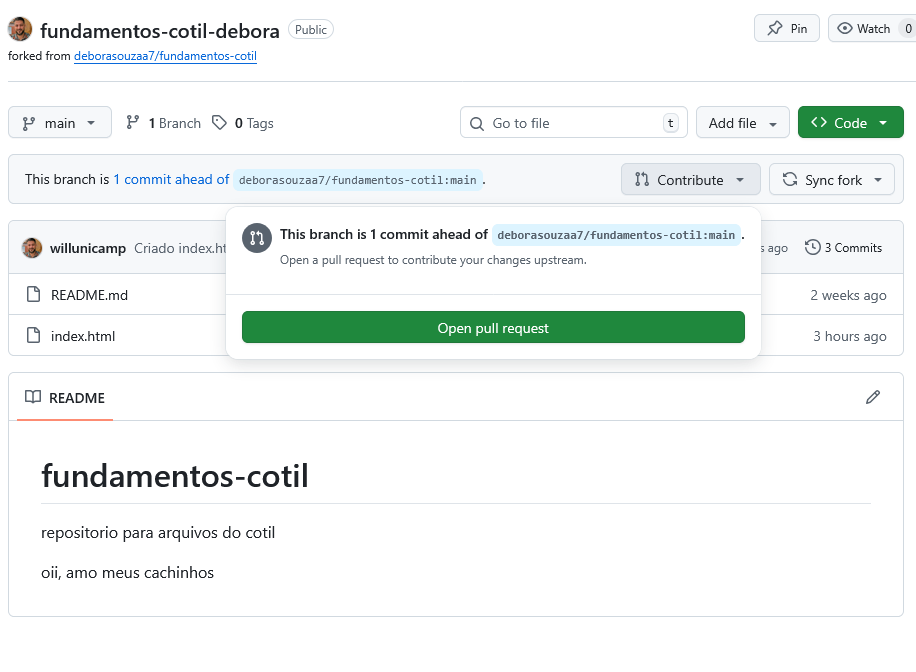 fundamentos-cotil-debora Public Pin Watch 0
forked from deborasouzaa7/fundamentos-cotil
main 1 Branch 0 Tags Go to file t Add file Code
This branch is 1 commit ahead of deborasouzaa7/fundamentos-cotil:main . Contribute Sync fork
This branch is 1 commit ahead of deborasouzaa7/fundamentos-cotil:main .
willunicamp Criado index.ht s ago 3 Commits
Open a pull request to contribute your changes upstream.
README.md 2 weeks ago
Open pull request
index.html 3 hours ago
README
fundamentos-cotil
repositorio para arquivos do cotil
oii, amo meus cachinhos